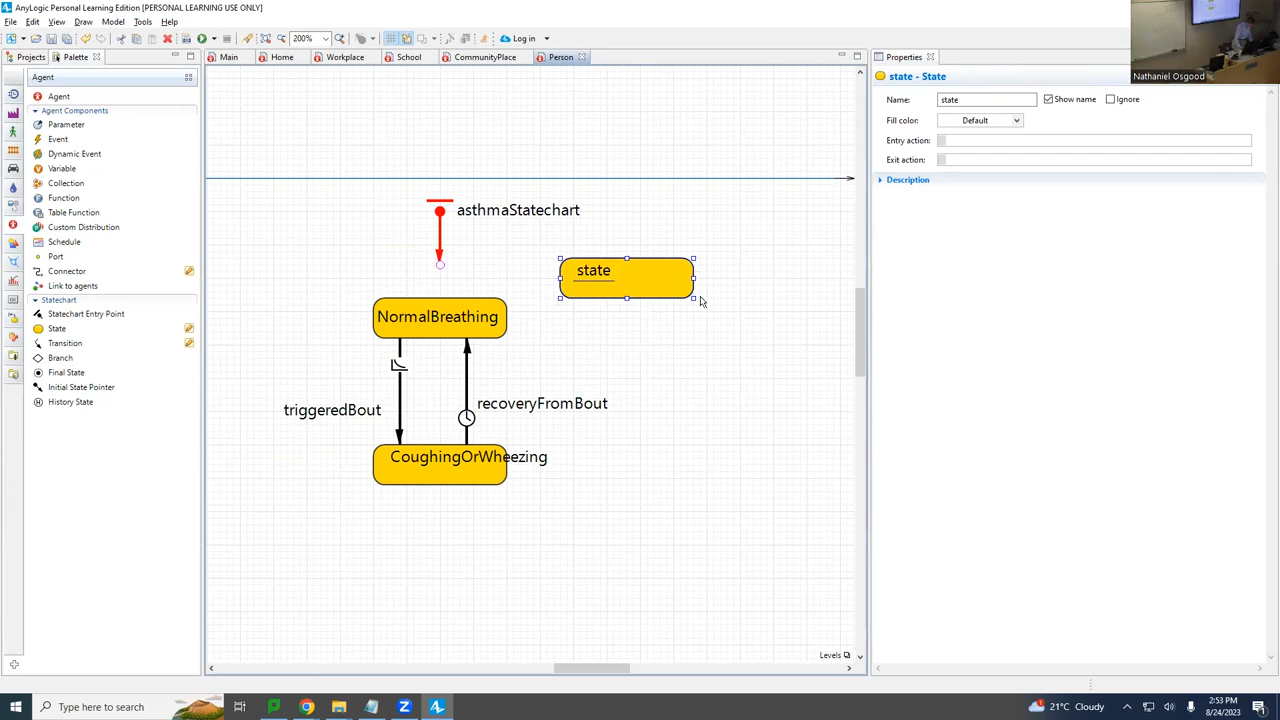 AnyLogic Personal Learning Edition [PERSONAL LEARNING USE ONLY]
File Edit View Draw Model Tools Help
200% Log in
Projects Palette Main Home Workplace School CommunityPlace Person Properties
Nathaniel Osgood
Agent
Agent
Agent Components
Parameter
Event
Dynamic Event
Variable
Collection
Function
Table Function
Custom Distribution
Schedule
Port
Connector
Link to agents
Statechart
Statechart Entry Point
State
Transition
Branch
Final State
Initial State Pointer
History State
asthmaStatechart
state
NormalBreathing
triggeredBout
recoveryFromBout
CoughingOrWheezing
Levels
state - State
Name: state Show name Ignore
Fill color: Default
Entry action:
Exit action:
Description
Type here to search
21°C Cloudy
2:53 PM
8/24/2023